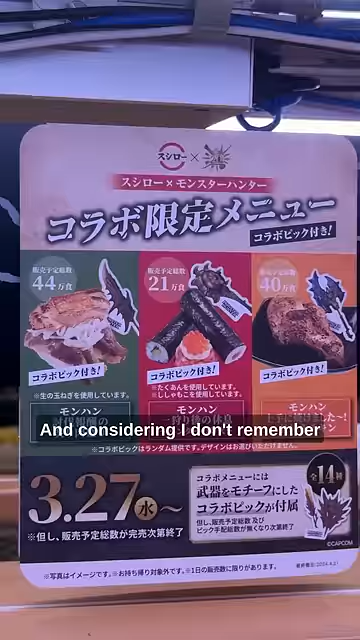 スシロー×
スシロー×モンスターハンター
コラボ限定メニュー
コラボピック付き!
販売予定総数
44万食
販売予定総数
21万食
販売予定総数
40万食
コラボピック付き!
コラボピック付き!
コラボピック付き!
※生の玉ねぎを使用しています。
※たくあんを使用しています。
※ししゃもこを使用しています。
モンハン
モンハン
一狩り後の休息
モンハン
And considering I don't remember
※コラボピックはランダム提供です。デザインはお選びいただけません。
3.27水~
※但し、販売予定総数が完売次第終了
コラボメニューには
武器をモチーフにした
コラボピックが付属
但し、販売予定総数 及び
ピック手配総数が無くなり次第終了
全14種
©CAPCOM
※写真はイメージです。※お持ち帰り対象外です。※1日の販売数に限りがあります。